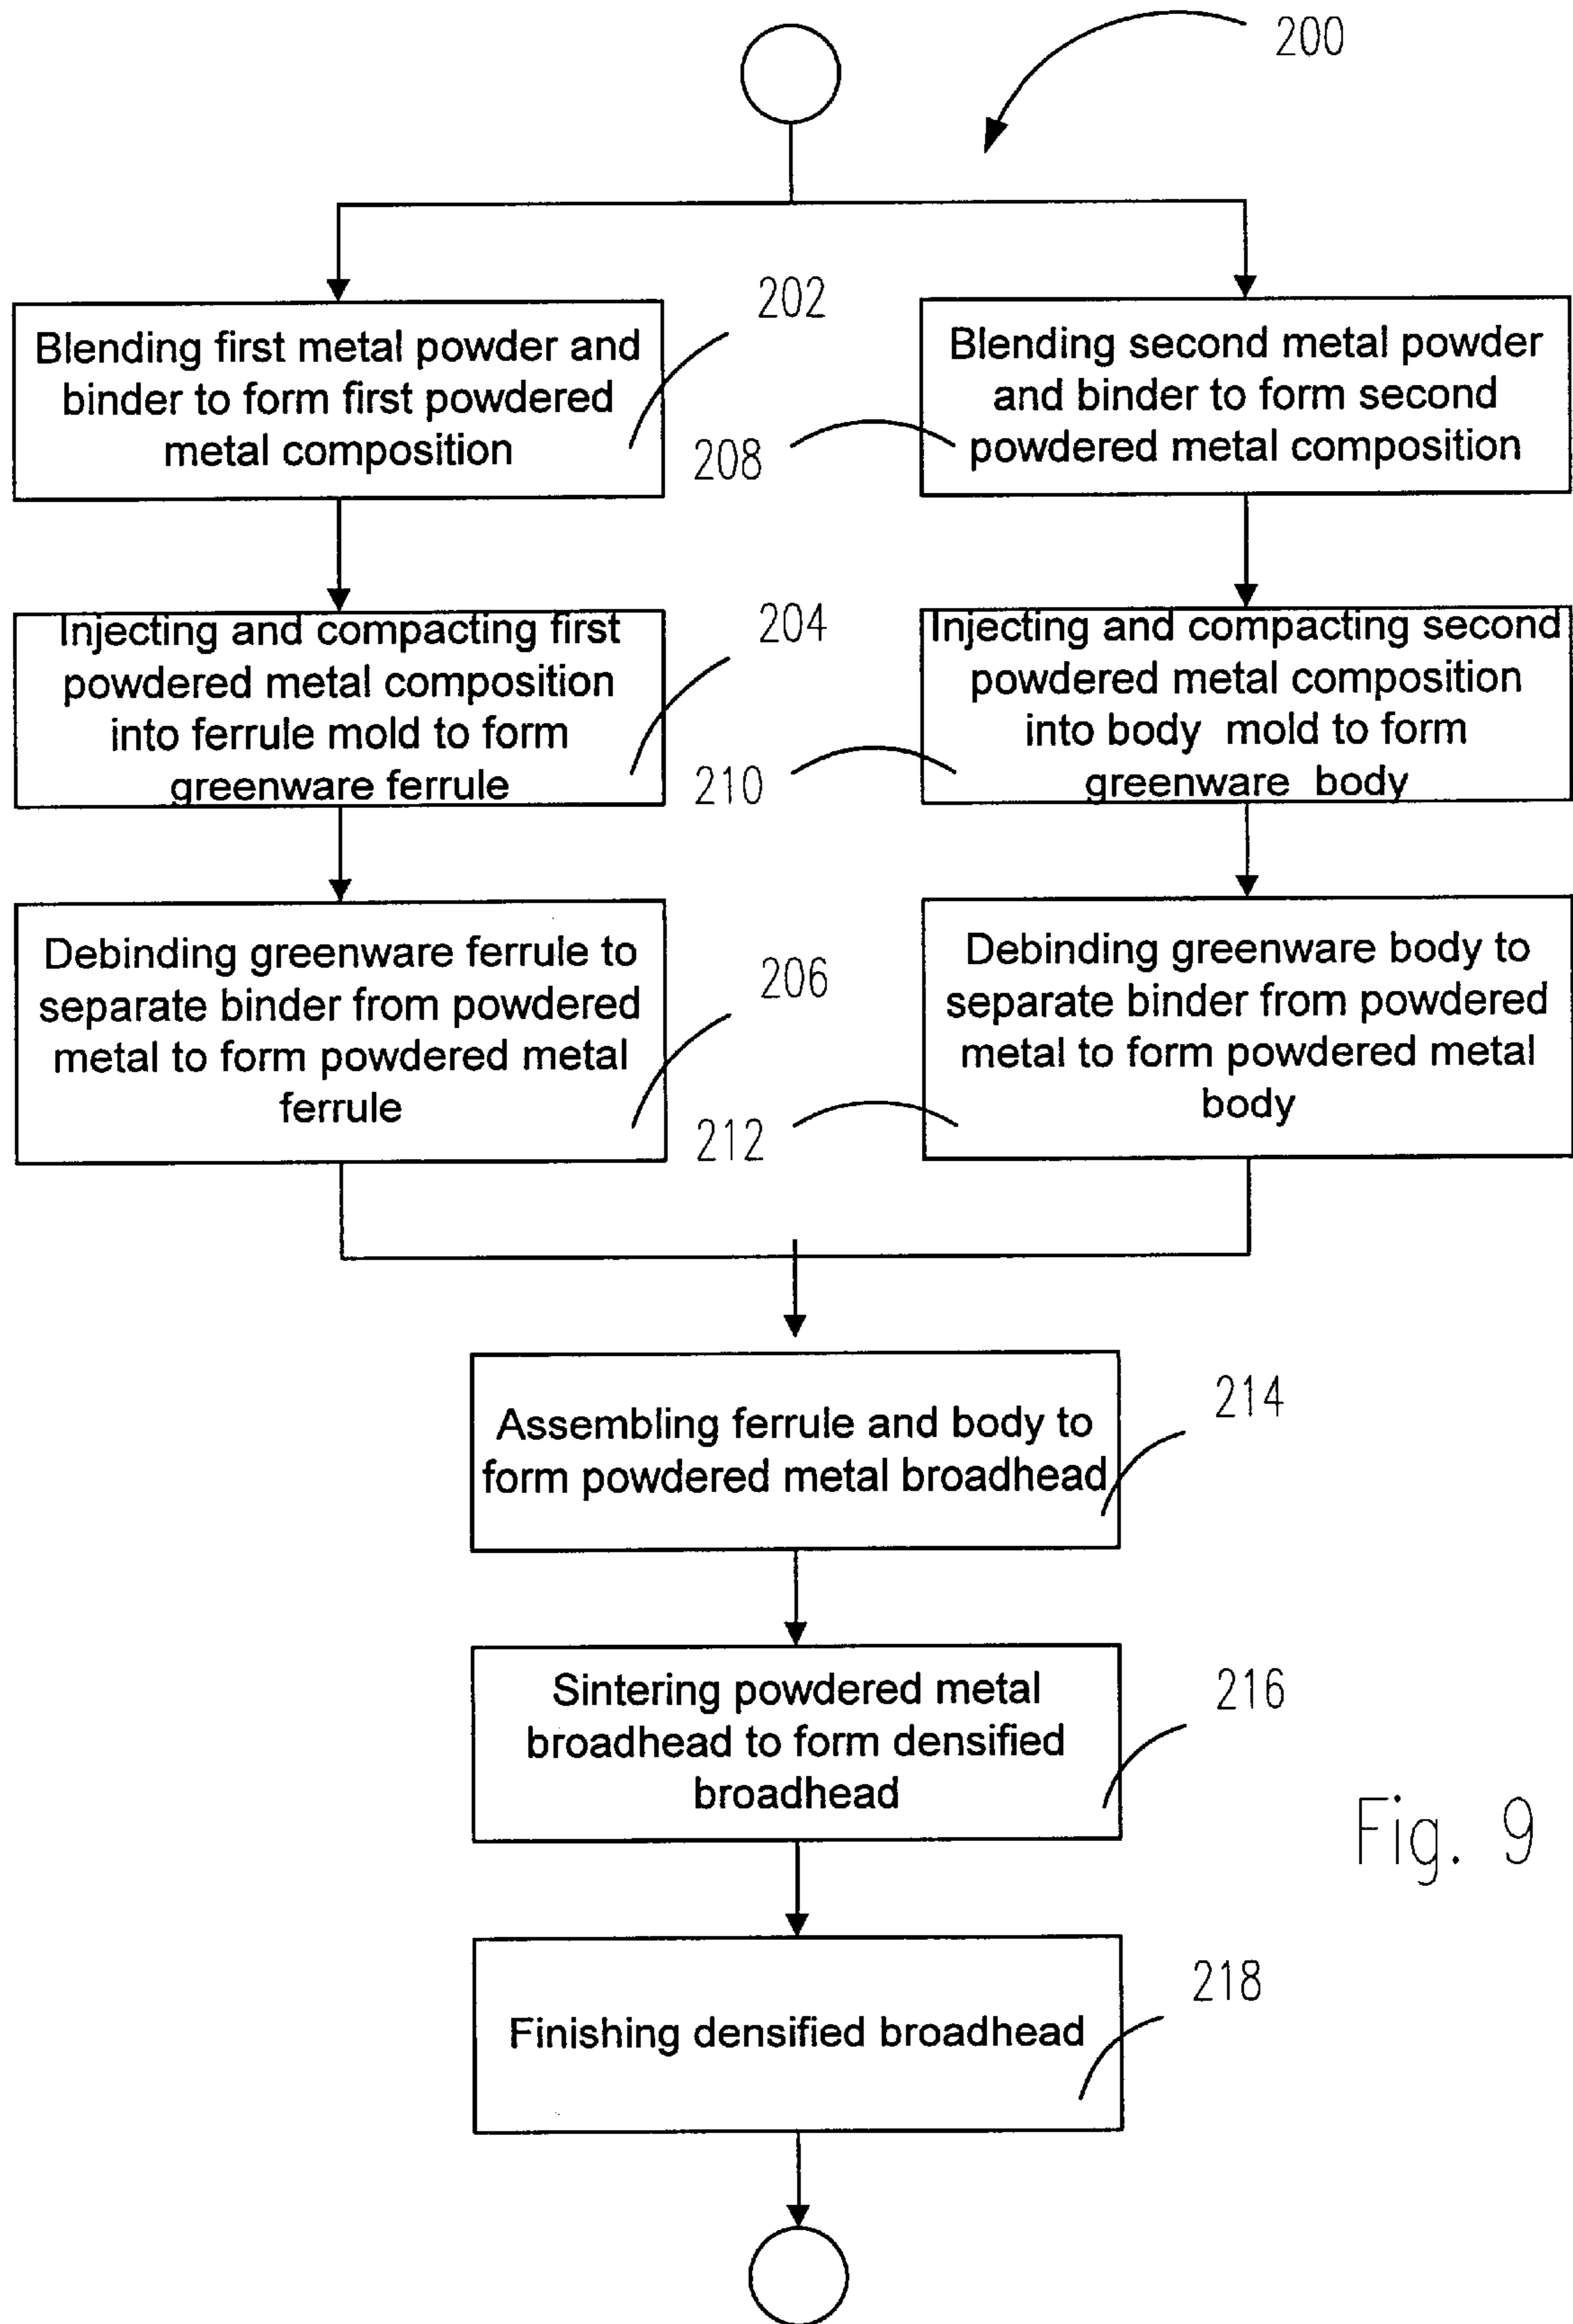 200
202
Blending first metal powder and
binder to form first powdered
metal composition
208
Blending second metal powder
and binder to form second
powdered metal composition
204
Injecting and compacting first
powdered metal composition
into ferrule mold to form
greenware ferrule
210
Injecting and compacting second
powdered metal composition
into body mold to form
greenware body
206
Debinding greenware ferrule to
separate binder from powdered
metal to form powdered metal
ferrule
212
Debinding greenware body to
separate binder from powdered
metal to form powdered metal
body
214
Assembling ferrule and body to
form powdered metal broadhead
216
Sintering powdered metal
broadhead to form densified
broadhead
Fig. 9
218
Finishing densified broadhead